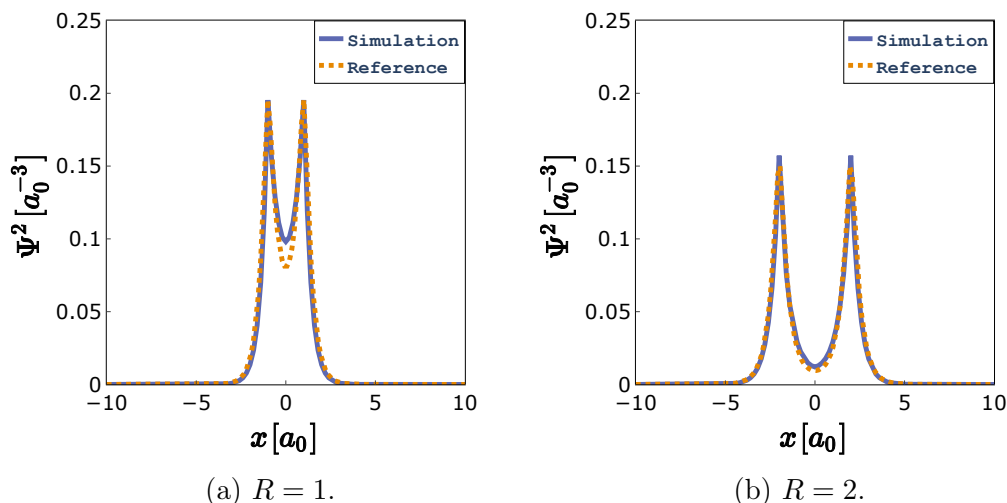 0.25
0.2
0.15
0.1
0.05
0
−10
−5
0
5
10
Ψ² [a₀⁻³]
x [a₀]
Simulation
Reference
(a) R = 1.
0.25
0.2
0.15
0.1
0.05
0
−10
−5
0
5
10
Ψ² [a₀⁻³]
x [a₀]
Simulation
Reference
(b) R = 2.